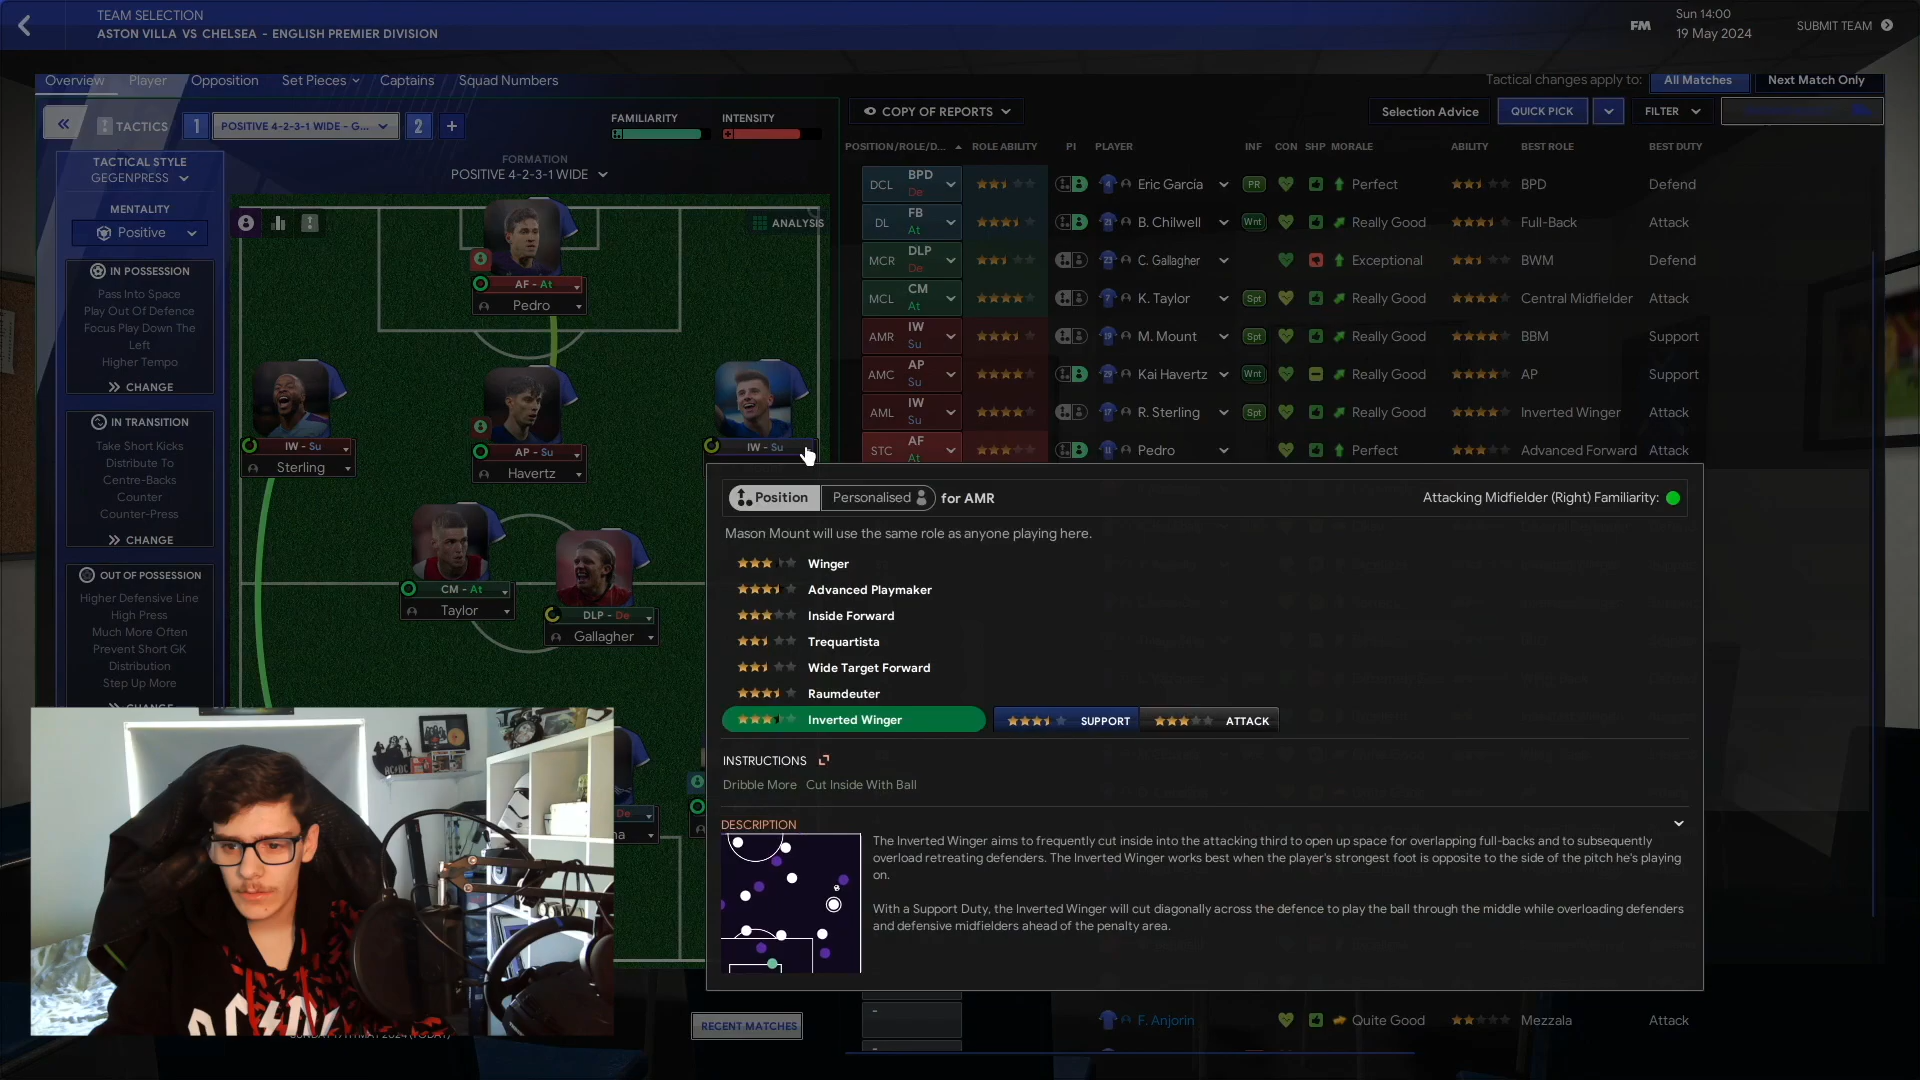 TEAM SELECTION
ASTON VILLA VS CHELSEA - ENGLISH PREMIER DIVISION
FM
Sun 14:00
19 May 2024
SUBMIT TEAM
Overview Player Opposition Set Pieces Captains Squad Numbers
Tactical changes apply to: All Matches Next Match Only
TACTICS 1 POSITIVE 4-2-3-1 WIDE - G... 2 +
FAMILIARITY INTENSITY
COPY OF REPORTS
Selection Advice QUICK PICK FILTER
TACTICAL STYLE
GEGENPRESS
MENTALITY
Positive
IN POSSESSION
Pass Into Space
Play Out Of Defence
Focus Play Down The
Left
Higher Tempo
CHANGE
IN TRANSITION
Take Short Kicks
Distribute To
Centre-Backs
Counter
Counter-Press
CHANGE
OUT OF POSSESSION
Higher Defensive Line
High Press
Much More Often
Prevent Short GK
Distribution
Step Up More
FORMATION
POSITIVE 4-2-3-1 WIDE
ANALYSIS
AF - At
Pedro
IW - Su
Sterling
AP - Su
Havertz
IW - Su
CM - At
Taylor
DLP - De
Gallagher
De
na
POSITION/ROLE/D... ROLE ABILITY PI PLAYER INF CON SHP MORALE ABILITY BEST ROLE BEST DUTY
DCL BPD De 4 Eric García PR Perfect BPD Defend
DL FB At 21 B. Chilwell Wnt Really Good Full-Back Attack
MCR DLP De 23 C. Gallagher Exceptional BWM Defend
MCL CM At 7 K. Taylor Spt Really Good Central Midfielder Attack
AMR IW Su 19 M. Mount Spt Really Good BBM Support
AMC AP Su 29 Kai Havertz Wnt Really Good AP Support
AML IW Su 17 R. Sterling Spt Really Good Inverted Winger Attack
STC AF At 11 Pedro Perfect Advanced Forward Attack
Position Personalised for AMR
Attacking Midfielder (Right) Familiarity:
Mason Mount will use the same role as anyone playing here.
Winger
Advanced Playmaker
Inside Forward
Trequartista
Wide Target Forward
Raumdeuter
Inverted Winger SUPPORT ATTACK
INSTRUCTIONS
Dribble More Cut Inside With Ball
DESCRIPTION
The Inverted Winger aims to frequently cut inside into the attacking third to open up space for overlapping full-backs and to subsequently
overload retreating defenders. The Inverted Winger works best when the player's strongest foot is opposite to the side of the pitch he's playing
on.
With a Support Duty, the Inverted Winger will cut diagonally across the defence to play the ball through the middle while overloading defenders
and defensive midfielders ahead of the penalty area.
RECENT MATCHES
F. Anjorin Quite Good Mezzala Attack
AC/DC